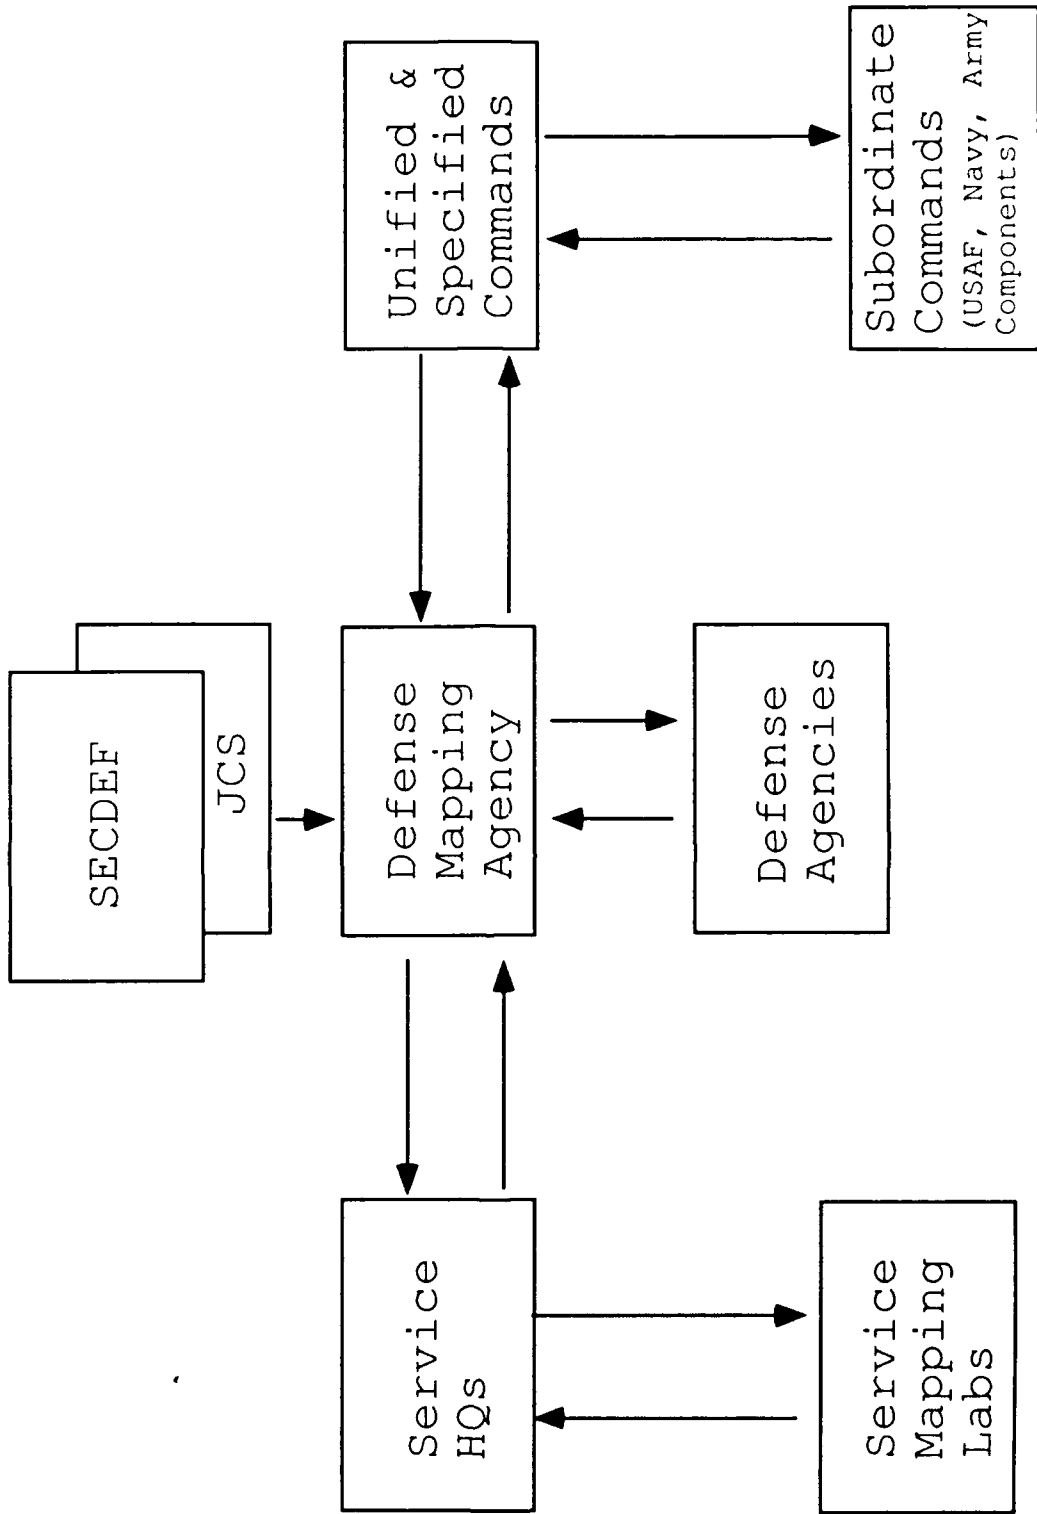 SECDEF
JCS
Service
HQs
Defense
Mapping
Agency
Unified &
Specified
Commands
Service
Mapping
Labs
Defense
Agencies
Subordinate
Commands
(USAF, Navy, Army
Components)